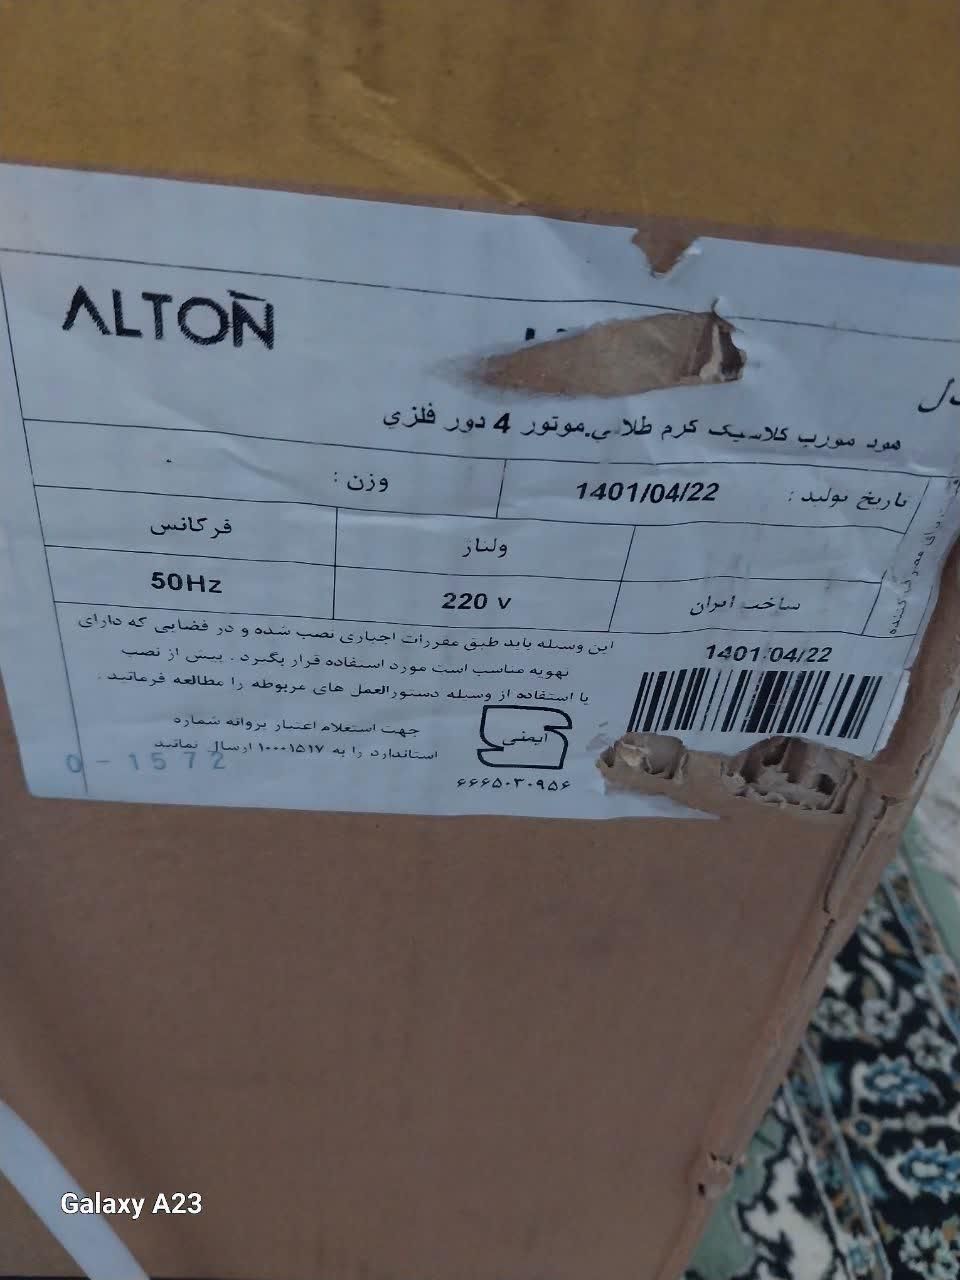 ALTON
هود مورب کلاسیک کرم طلایی.موتور 4 دور فلزی
تاریخ تولید : 1401/04/22
وزن :
ولتاژ
فرکانس
ساخت ایران
220 v
50Hz
1401/04/22
این وسیله باید طبق مقررات اجباری نصب شده و در فضایی که دارای
تهویه مناسب است مورد استفاده قرار بگیرد . پیش از نصب
یا استفاده از وسیله دستورالعمل های مربوطه را مطالعه فرمائید .
ایمنی
جهت استعلام اعتبار پروانه شماره
استاندارد را به ۱۰۰۰۱۵۱۷ ارسال نمائید
۶۶۶۵۰۳۰۹۵۶
0-1572
Galaxy A23